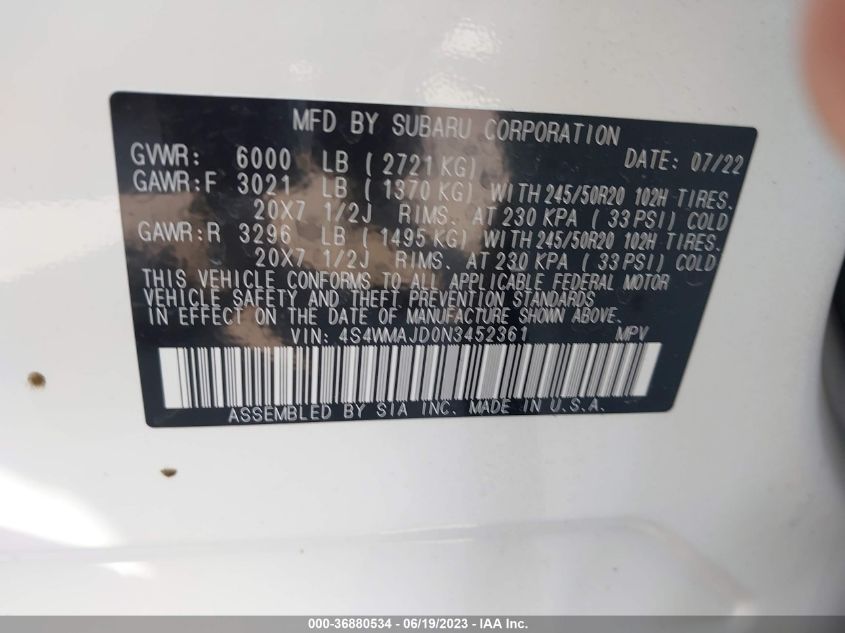 MFD BY SUBARU CORPORATION
GVWR: 6000 LB (2721 KG) DATE: 07/22
GAWR:F 3021 LB (1370 KG) WITH 245/50R20 102H TIRES.
20X7 1/2J RIMS. AT 230 KPA (33 PSI) COLD
GAWR:R 3296 LB (1495 KG) WITH 245/50R20 102H TIRES.
20X7 1/2J RIMS. AT 230 KPA (33 PSI) COLD
THIS VEHICLE CONFORMS TO ALL APPLICABLE FEDERAL MOTOR
VEHICLE SAFETY AND THEFT PREVENTION STANDARDS
IN EFFECT ON THE DATE OF MANUFACTURE SHOWN ABOVE.
VIN: 4S4WMAJD0N3452361 MPV
ASSEMBLED BY SIA INC. MADE IN U.S.A.
000-36880534 - 06/19/2023 - IAA, Inc.